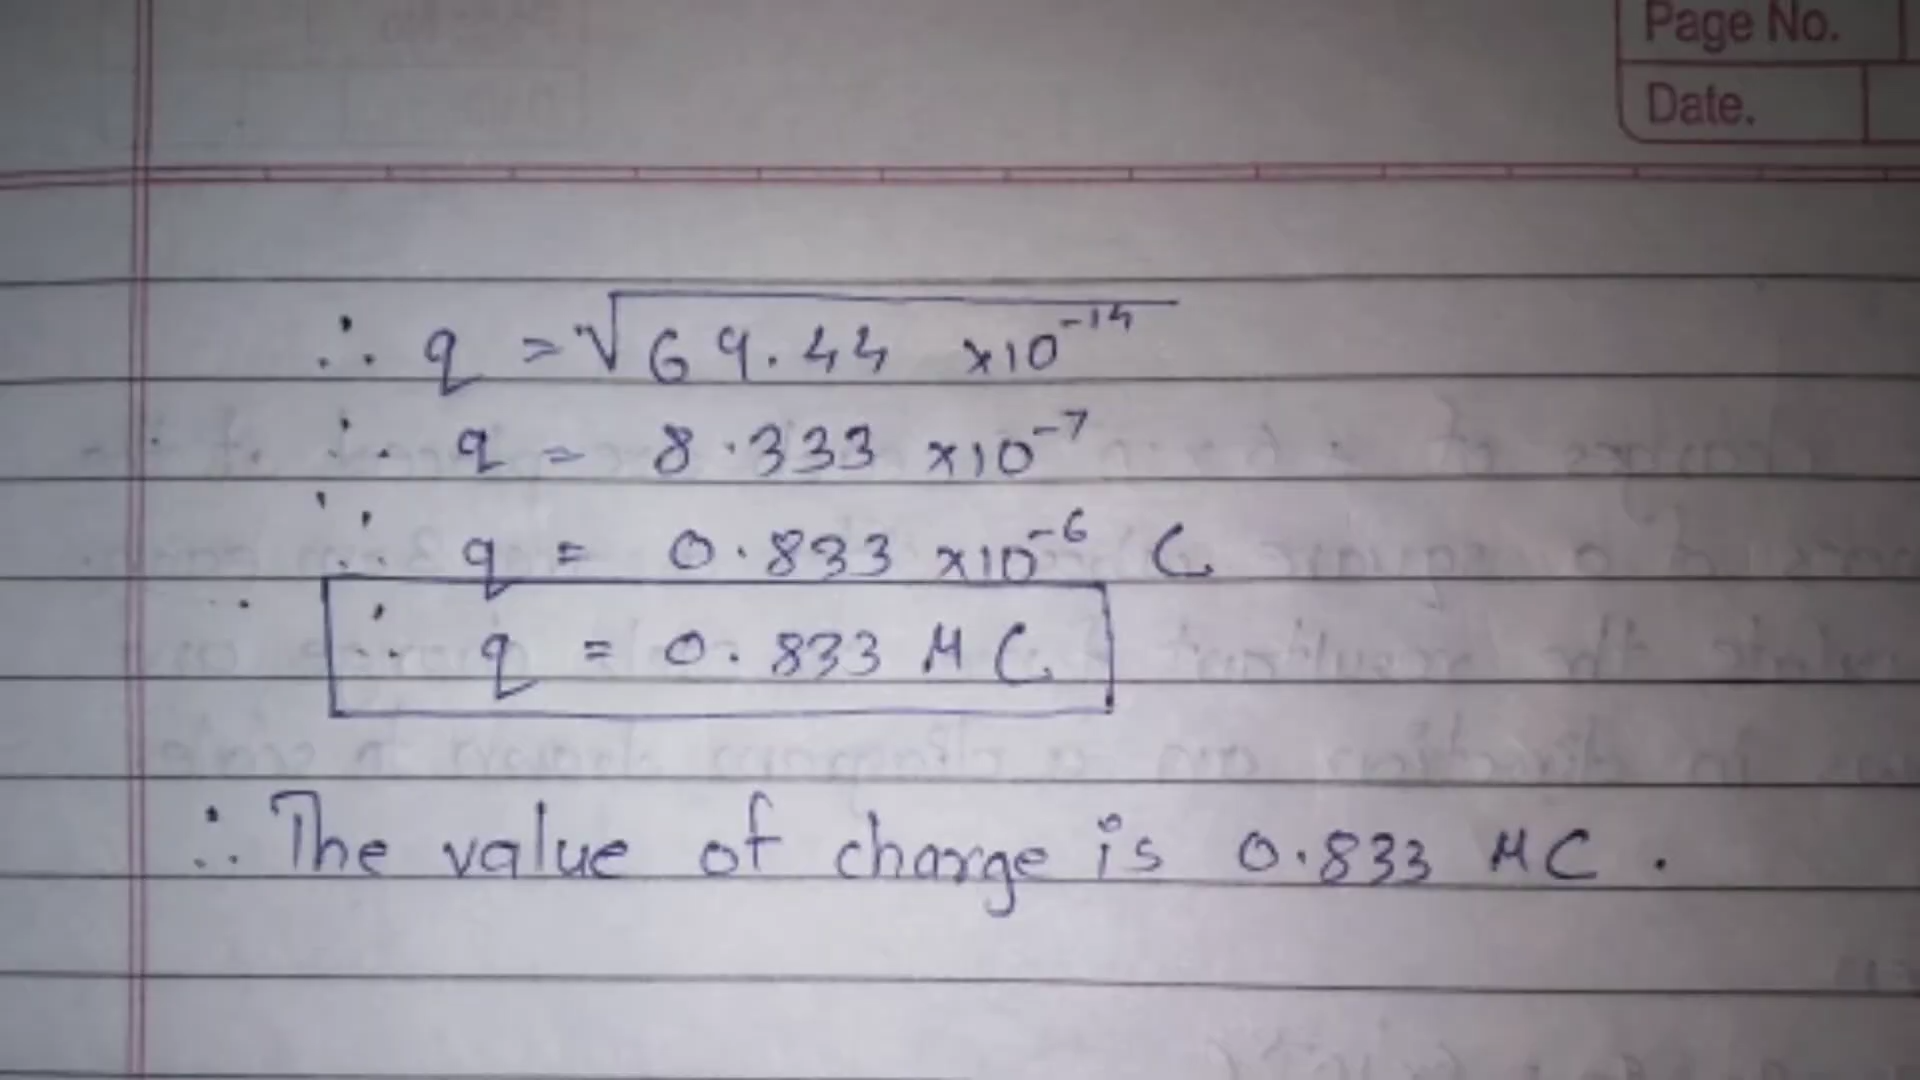 Page No.
Date.
∴ q = √69.44 ×10⁻¹⁴
∴ q = 8.333 ×10⁻⁷
∴ q = 0.833 ×10⁻⁶ C
∴ q = 0.833 μC
∴ The value of charge is 0.833 μC.